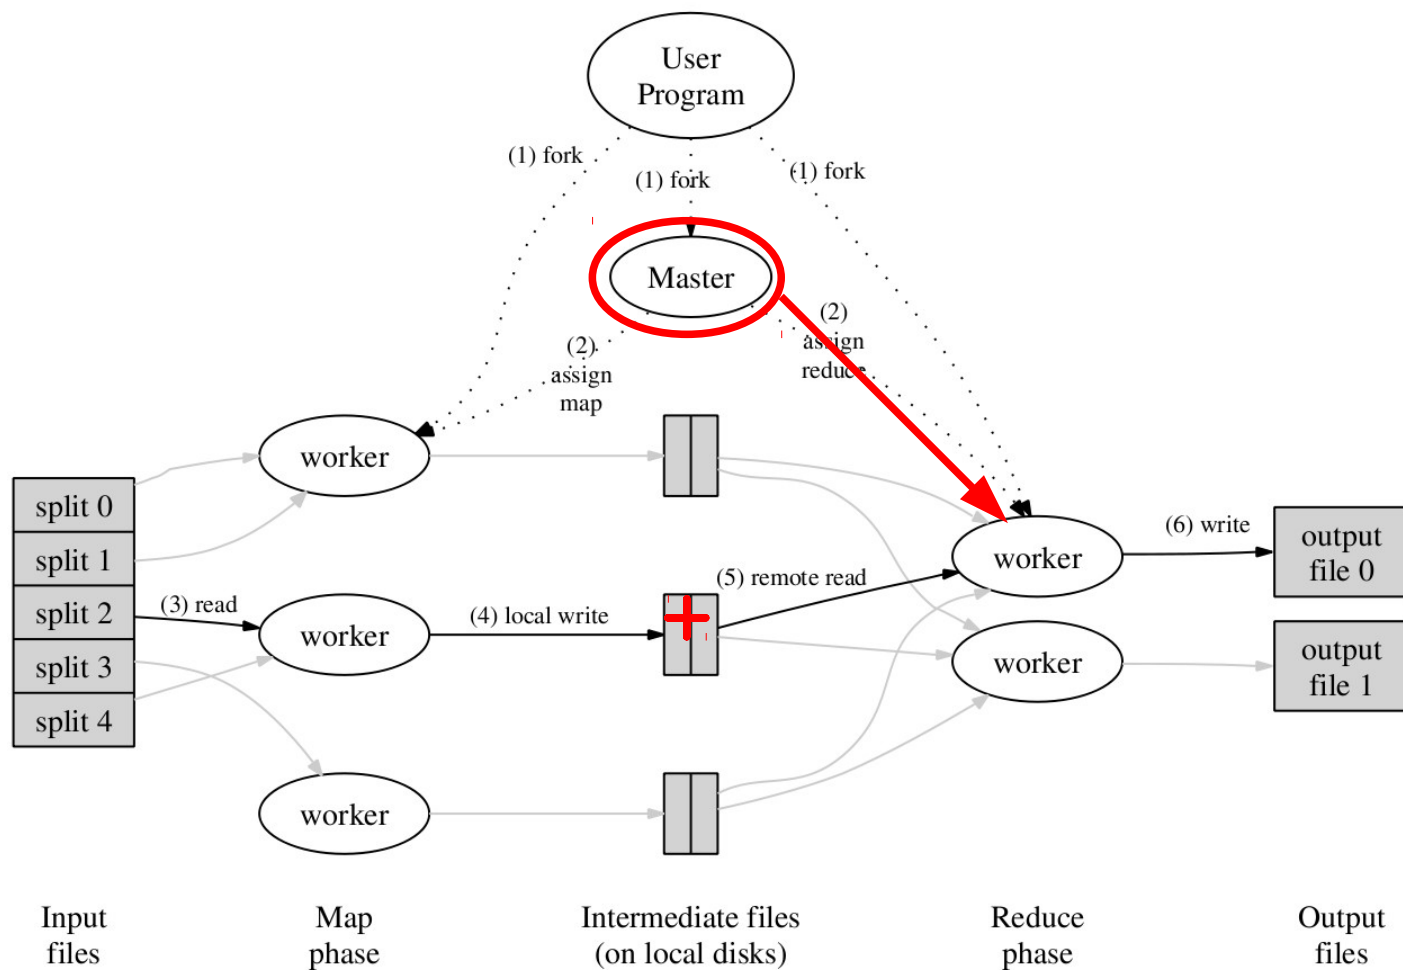 User
Program
(1) fork
(1) fork
(1) fork
Master
(2)
assign
map
(2)
assign
reduce
worker
split 0
split 1
split 2
split 3
split 4
(3) read
worker
(4) local write
(5) remote read
worker
(6) write
output
file 0
worker
output
file 1
worker
Input
files
Map
phase
Intermediate files
(on local disks)
Reduce
phase
Output
files